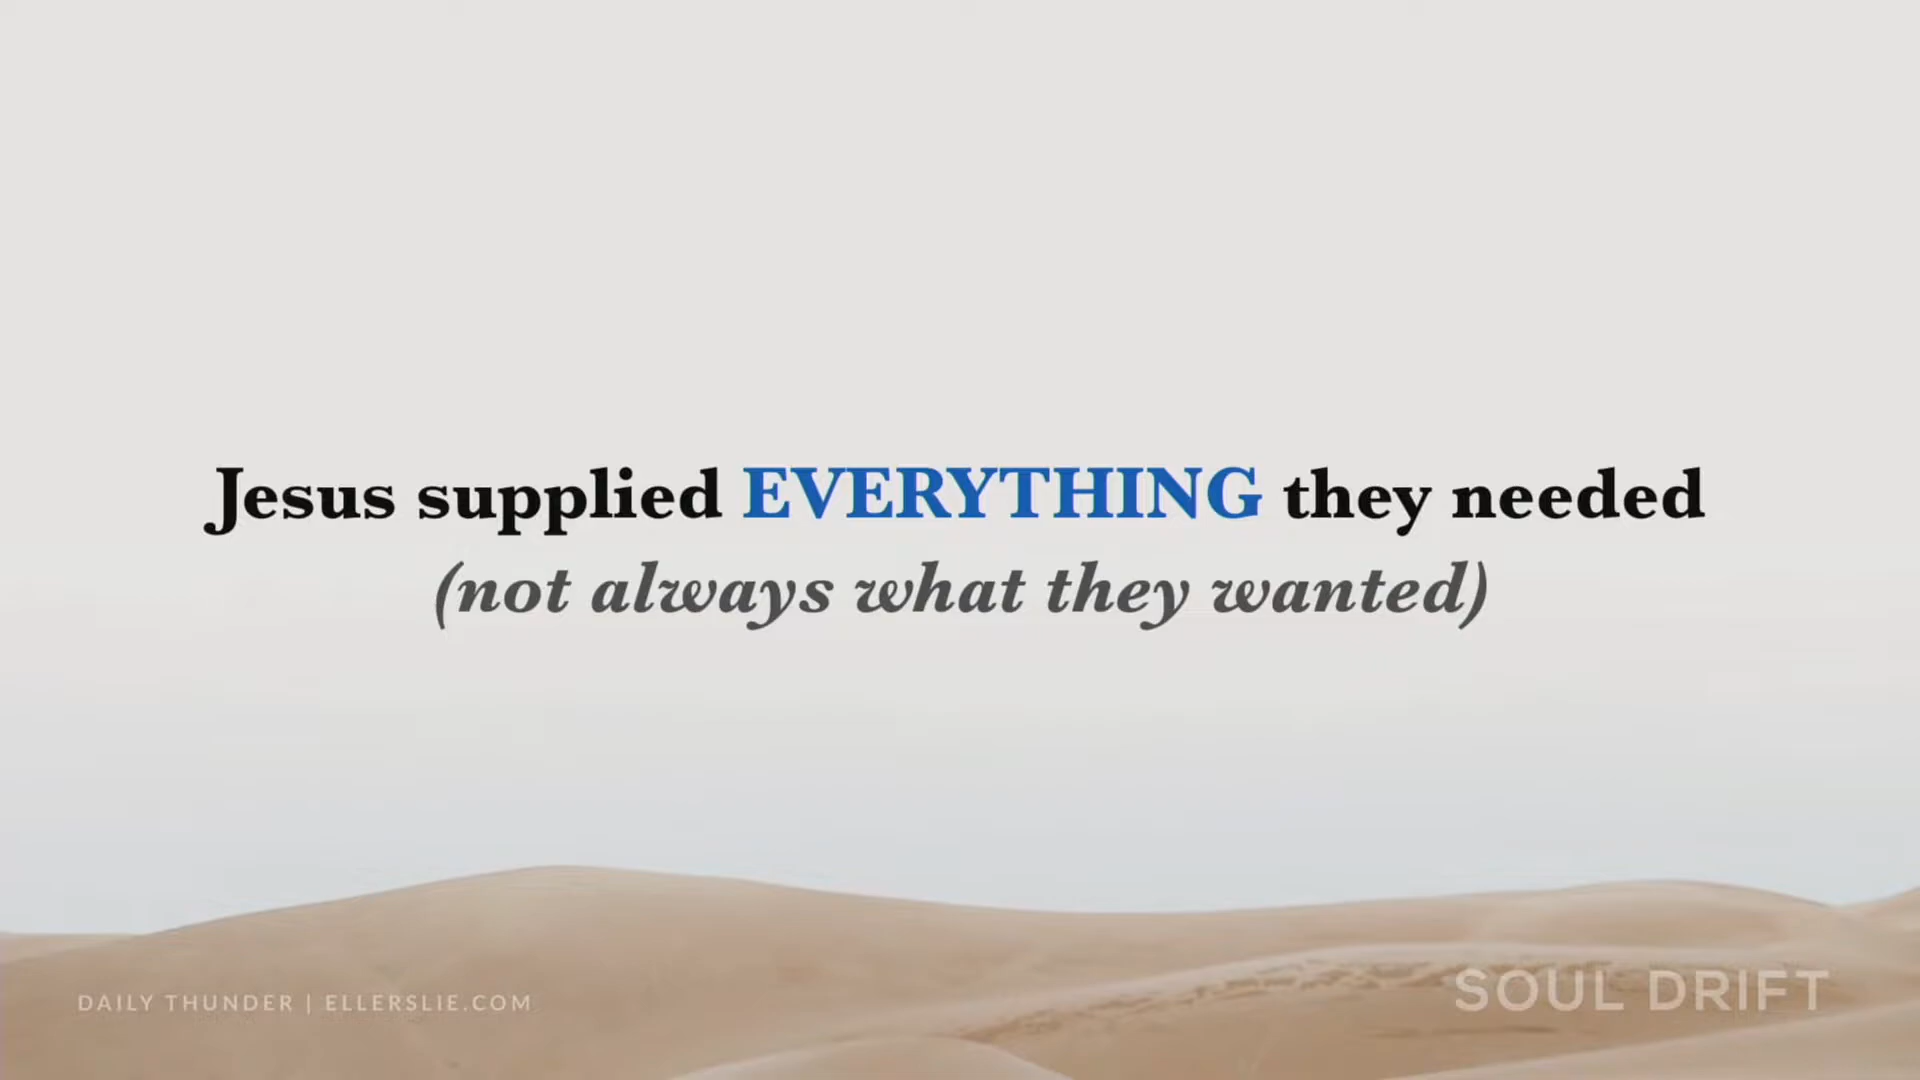 Jesus supplied EVERYTHING they needed
(not always what they wanted)
DAILY THUNDER | ELLERSLIE.COM
SOUL DRIFT